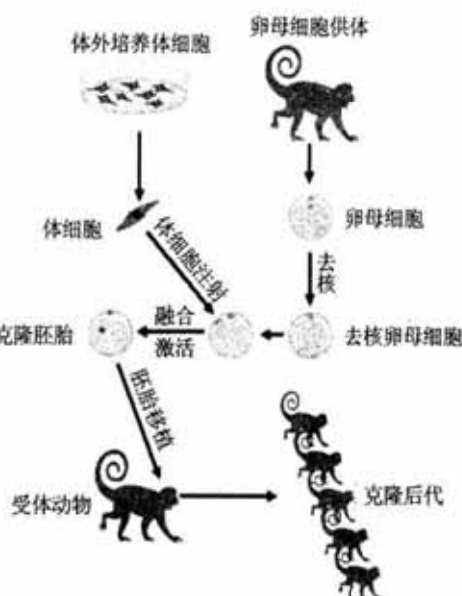 体外培养体细胞
卵母细胞供体
体细胞
卵母细胞
体细胞注射
去核
克隆胚胎
融合
激活
去核卵母细胞
胚胎移植
受体动物
克隆后代